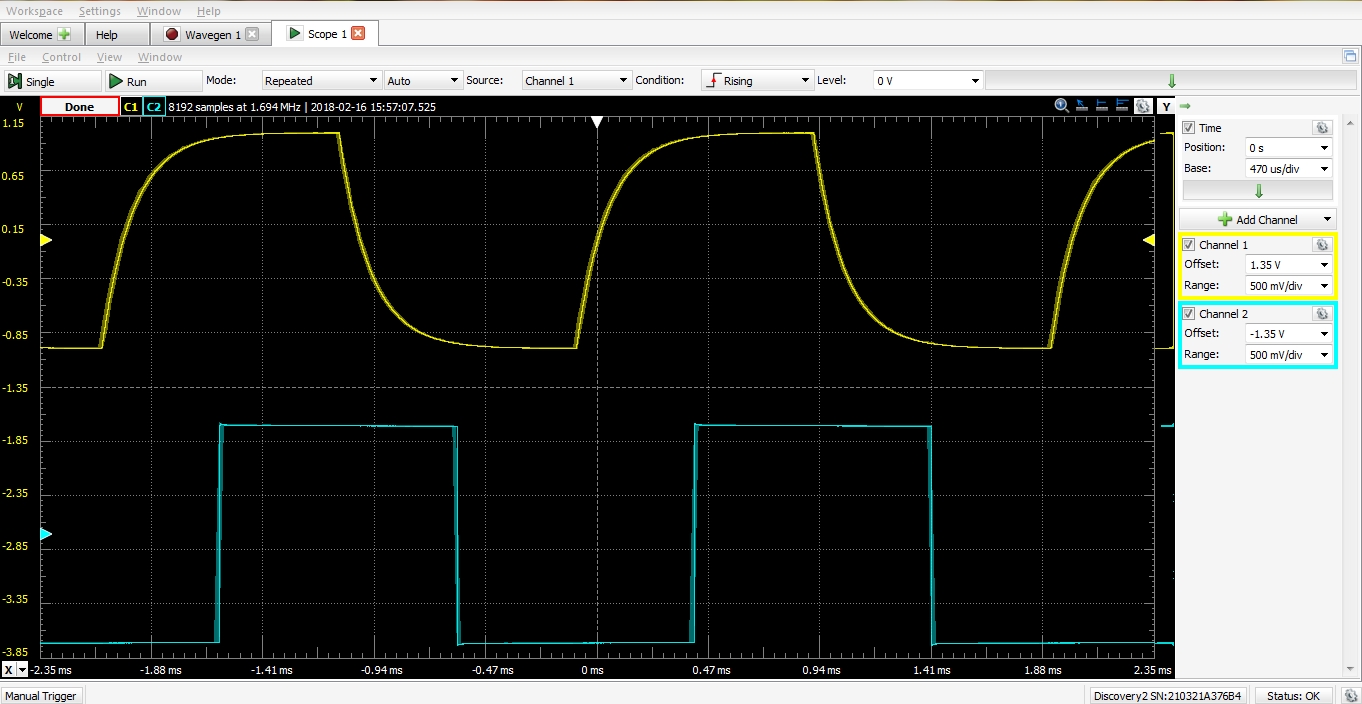 Workspace Settings Window Help
Welcome Help Wavegen 1 Scope 1
File Control View Window
Single Run Mode: Repeated Auto Source: Channel 1 Condition: Rising Level: 0 V
V Done C1 C2 8192 samples at 1.694 MHz | 2018-02-16 15:57:07.525 Y
1.15
0.65
0.15
-0.35
-0.85
-1.35
-1.85
-2.35
-2.85
-3.35
-3.85
X -2.35 ms -1.88 ms -1.41 ms -0.94 ms -0.47 ms 0 ms 0.47 ms 0.94 ms 1.41 ms 1.88 ms 2.35 ms
Time
Position: 0 s
Base: 470 us/div
Add Channel
Channel 1
Offset: 1.35 V
Range: 500 mV/div
Channel 2
Offset: -1.35 V
Range: 500 mV/div
Manual Trigger Discovery2 SN:210321A376B4 Status: OK